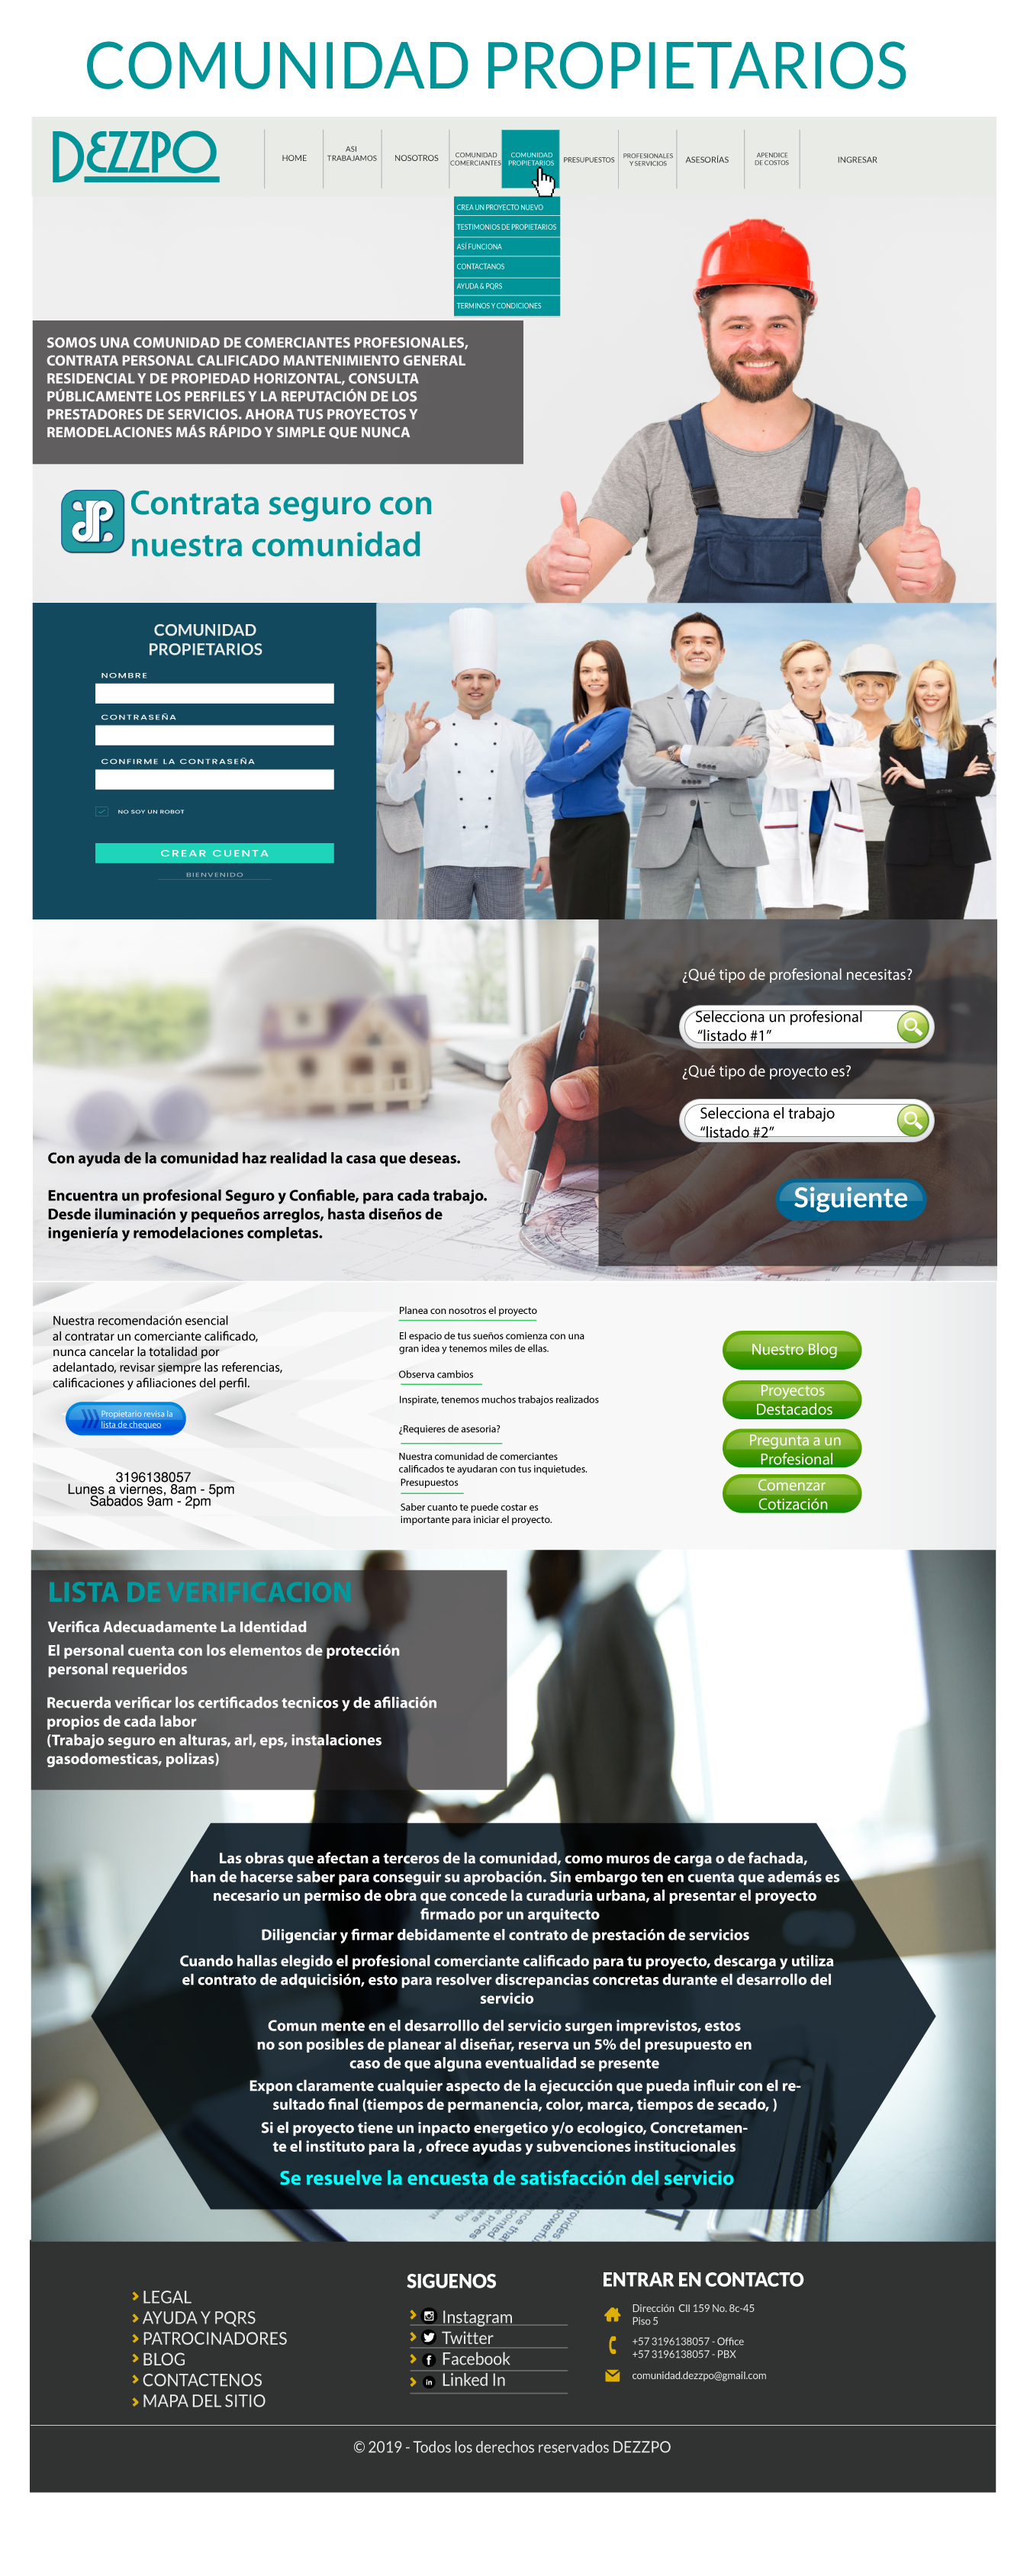 COMUNIDAD PROPIETARIOS
DEZZPO
HOME
ASI
TRABAJAMOS
NOSOTROS
COMUNIDAD
COMERCIANTES
COMUNIDAD
PROPIETARIOS
PRESUPUESTOS
PROFESIONALES
Y SERVICIOS
ASESORÍAS
APENDICE
DE COSTOS
INGRESAR
CREA UN PROYECTO NUEVO
TESTIMONIOS DE PROPIETARIOS
ASÍ FUNCIONA
CONTACTANOS
AYUDA & PQRS
TERMINOS Y CONDICIONES
SOMOS UNA COMUNIDAD DE COMERCIANTES PROFESIONALES,
CONTRATA PERSONAL CALIFICADO MANTENIMIENTO GENERAL
RESIDENCIAL Y DE PROPIEDAD HORIZONTAL, CONSULTA
PÚBLICAMENTE LOS PERFILES Y LA REPUTACIÓN DE LOS
PRESTADORES DE SERVICIOS. AHORA TUS PROYECTOS Y
REMODELACIONES MÁS RÁPIDO Y SIMPLE QUE NUNCA
Contrata seguro con
nuestra comunidad
COMUNIDAD
PROPIETARIOS
NOMBRE
CONTRASEÑA
CONFIRME LA CONTRASEÑA
NO SOY UN ROBOT
CREAR CUENTA
BIENVENIDO
¿Qué tipo de profesional necesitas?
Selecciona un profesional
“listado #1”
¿Qué tipo de proyecto es?
Selecciona el trabajo
“listado #2”
Siguiente
Con ayuda de la comunidad haz realidad la casa que deseas.
Encuentra un profesional Seguro y Confiable, para cada trabajo.
Desde iluminación y pequeños arreglos, hasta diseños de
ingeniería y remodelaciones completas.
Nuestra recomendación esencial
al contratar un comerciante calificado,
nunca cancelar la totalidad por
adelantado, revisar siempre las referencias,
calificaciones y afiliaciones del perfil.
Propietario revisa la
lista de chequeo
3196138057
Lunes a viernes, 8am - 5pm
Sabados 9am - 2pm
Planea con nosotros el proyecto
El espacio de tus sueños comienza con una
gran idea y tenemos miles de ellas.
Observa cambios
Inspirate, tenemos muchos trabajos realizados
¿Requieres de asesoria?
Nuestra comunidad de comerciantes
calificados te ayudaran con tus inquietudes.
Presupuestos
Saber cuanto te puede costar es
importante para iniciar el proyecto.
Nuestro Blog
Proyectos
Destacados
Pregunta a un
Profesional
Comenzar
Cotización
LISTA DE VERIFICACION
Verifica Adecuadamente La Identidad
El personal cuenta con los elementos de protección
personal requeridos
Recuerda verificar los certificados tecnicos y de afiliación
propios de cada labor
(Trabajo seguro en alturas, arl, eps, instalaciones
gasodomesticas, polizas)
Las obras que afectan a terceros de la comunidad, como muros de carga o de fachada,
han de hacerse saber para conseguir su aprobación. Sin embargo ten en cuenta que además es
necesario un permiso de obra que concede la curaduria urbana, al presentar el proyecto
firmado por un arquitecto
Diligenciar y firmar debidamente el contrato de prestación de servicios
Cuando hallas elegido el profesional comerciante calificado para tu proyecto, descarga y utiliza
el contrato de adquicisión, esto para resolver discrepancias concretas durante el desarrollo del
servicio
Comun mente en el desarrolllo del servicio surgen imprevistos, estos
no son posibles de planear al diseñar, reserva un 5% del presupuesto en
caso de que alguna eventualidad se presente
Expon claramente cualquier aspecto de la ejecucción que pueda influir con el re-
sultado final (tiempos de permanencia, color, marca, tiempos de secado, )
Si el proyecto tiene un inpacto energetico y/o ecologico, Concretamen-
te el instituto para la , ofrece ayudas y subvenciones institucionales
Se resuelve la encuesta de satisfacción del servicio
LEGAL
AYUDA Y PQRS
PATROCINADORES
BLOG
CONTACTENOS
MAPA DEL SITIO
SIGUENOS
Instagram
Twitter
Facebook
Linked In
ENTRAR EN CONTACTO
Dirección Cll 159 No. 8c-45
Piso 5
+57 3196138057 - Office
+57 3196138057 - PBX
comunidad.dezzpo@gmail.com
© 2019 - Todos los derechos reservados DEZZPO